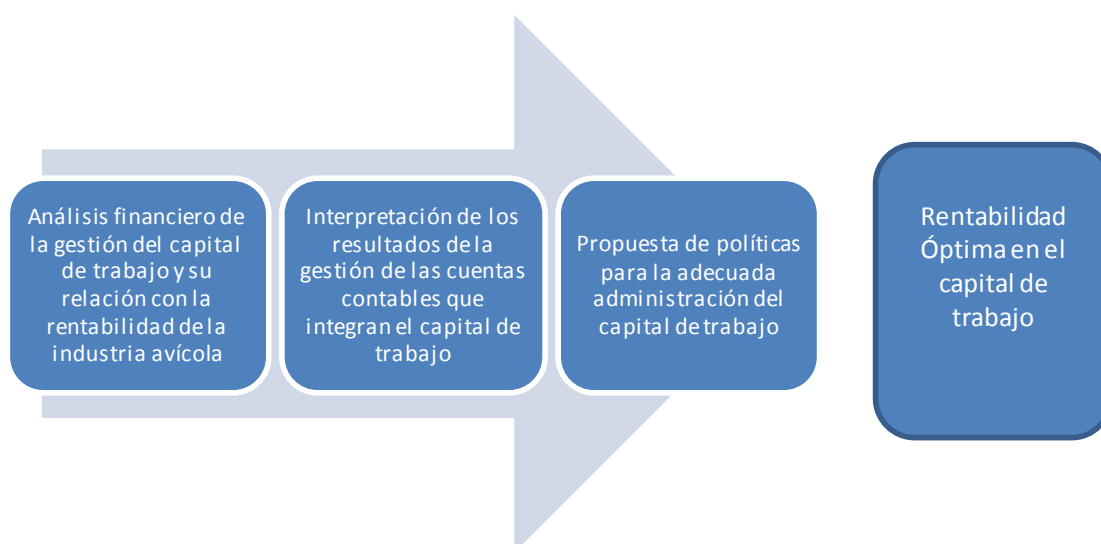 Análisis financiero de
la gestión del capital
de trabajo y su
relación con la
rentabilidad de la
industria avícola
Interpretación de los
resultados de la
gestión de las cuentas
contables que
integran el capital de
trabajo
Propuesta de políticas
para la adecuada
administración del
capital de trabajo
Rentabilidad
Óptima en el
capital de
trabajo